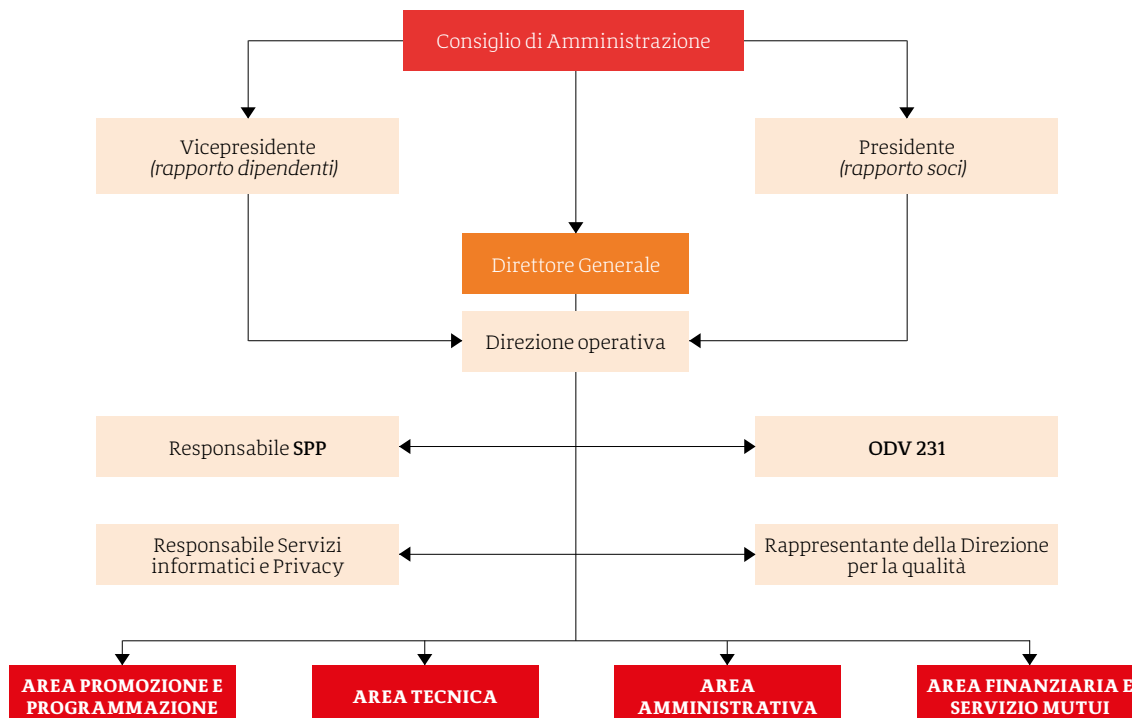 Consiglio di Amministrazione
Vicepresidente
(rapporto dipendenti)
Presidente
(rapporto soci)
Direttore Generale
Direzione operativa
Responsabile SPP
ODV 231
Responsabile Servizi
informatici e Privacy
Rappresentante della Direzione
per la qualità
AREA PROMOZIONE E
PROGRAMMAZIONE
AREA TECNICA
AREA
AMMINISTRATIVA
AREA FINANZIARIA E
SERVIZIO MUTUI